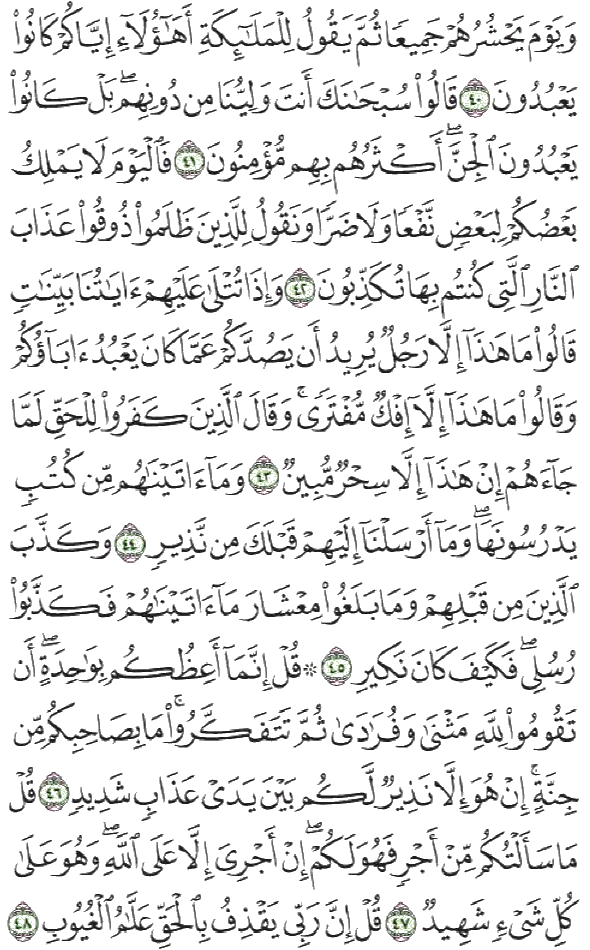 وَيَوْمَ يَحْشُرُهُمْ جَمِيعًا ثُمَّ يَقُولُ لِلْمَلَٰٓئِكَةِ أَهَٰٓؤُلَآءِ إِيَّاكُمْ كَانُوا۟
يَعْبُدُونَ ٤٠ قَالُوا۟ سُبْحَٰنَكَ أَنتَ وَلِيُّنَا مِن دُونِهِم ۖ بَلْ كَانُوا۟
يَعْبُدُونَ ٱلْجِنَّ ۖ أَكْثَرُهُم بِهِم مُّؤْمِنُونَ ٤١ فَٱلْيَوْمَ لَا يَمْلِكُ
بَعْضُكُمْ لِبَعْضٍ نَّفْعًا وَلَا ضَرًّا وَنَقُولُ لِلَّذِينَ ظَلَمُوا۟ ذُوقُوا۟ عَذَابَ
ٱلنَّارِ ٱلَّتِى كُنتُم بِهَا تُكَذِّبُونَ ٤٢ وَإِذَا تُتْلَىٰ عَلَيْهِمْ ءَايَٰتُنَا بَيِّنَٰتٍ
قَالُوا۟ مَا هَٰذَآ إِلَّا رَجُلٌ يُرِيدُ أَن يَصُدَّكُمْ عَمَّا كَانَ يَعْبُدُ ءَابَآؤُكُمْ
وَقَالُوا۟ مَا هَٰذَآ إِلَّآ إِفْكٌ مُّفْتَرًى ۚ وَقَالَ ٱلَّذِينَ كَفَرُوا۟ لِلْحَقِّ لَمَّا
جَآءَهُمْ إِنْ هَٰذَآ إِلَّا سِحْرٌ مُّبِينٌ ٤٣ وَمَآ ءَاتَيْنَٰهُم مِّن كُتُبٍ
يَدْرُسُونَهَا ۖ وَمَآ أَرْسَلْنَآ إِلَيْهِمْ قَبْلَكَ مِن نَّذِيرٍ ٤٤ وَكَذَّبَ
ٱلَّذِينَ مِن قَبْلِهِمْ وَمَا بَلَغُوا۟ مِعْشَارَ مَآ ءَاتَيْنَٰهُمْ فَكَذَّبُوا۟
رُسُلِى ۖ فَكَيْفَ كَانَ نَكِيرِ ٤٥ ۞ قُلْ إِنَّمَآ أَعِظُكُم بِوَٰحِدَةٍ ۖ أَن
تَقُومُوا۟ لِلَّهِ مَثْنَىٰ وَفُرَٰدَىٰ ثُمَّ تَتَفَكَّرُوا۟ ۚ مَا بِصَاحِبِكُم مِّن
جِنَّةٍ ۚ إِنْ هُوَ إِلَّا نَذِيرٌ لَّكُم بَيْنَ يَدَىْ عَذَابٍ شَدِيدٍ ٤٦ قُلْ
مَا سَأَلْتُكُم مِّنْ أَجْرٍ فَهُوَ لَكُمْ ۖ إِنْ أَجْرِىَ إِلَّا عَلَى ٱللَّهِ ۖ وَهُوَ عَلَىٰ
كُلِّ شَىْءٍ شَهِيدٌ ٤٧ قُلْ إِنَّ رَبِّى يَقْذِفُ بِٱلْحَقِّ عَلَّٰمُ ٱلْغُيُوبِ ٤٨